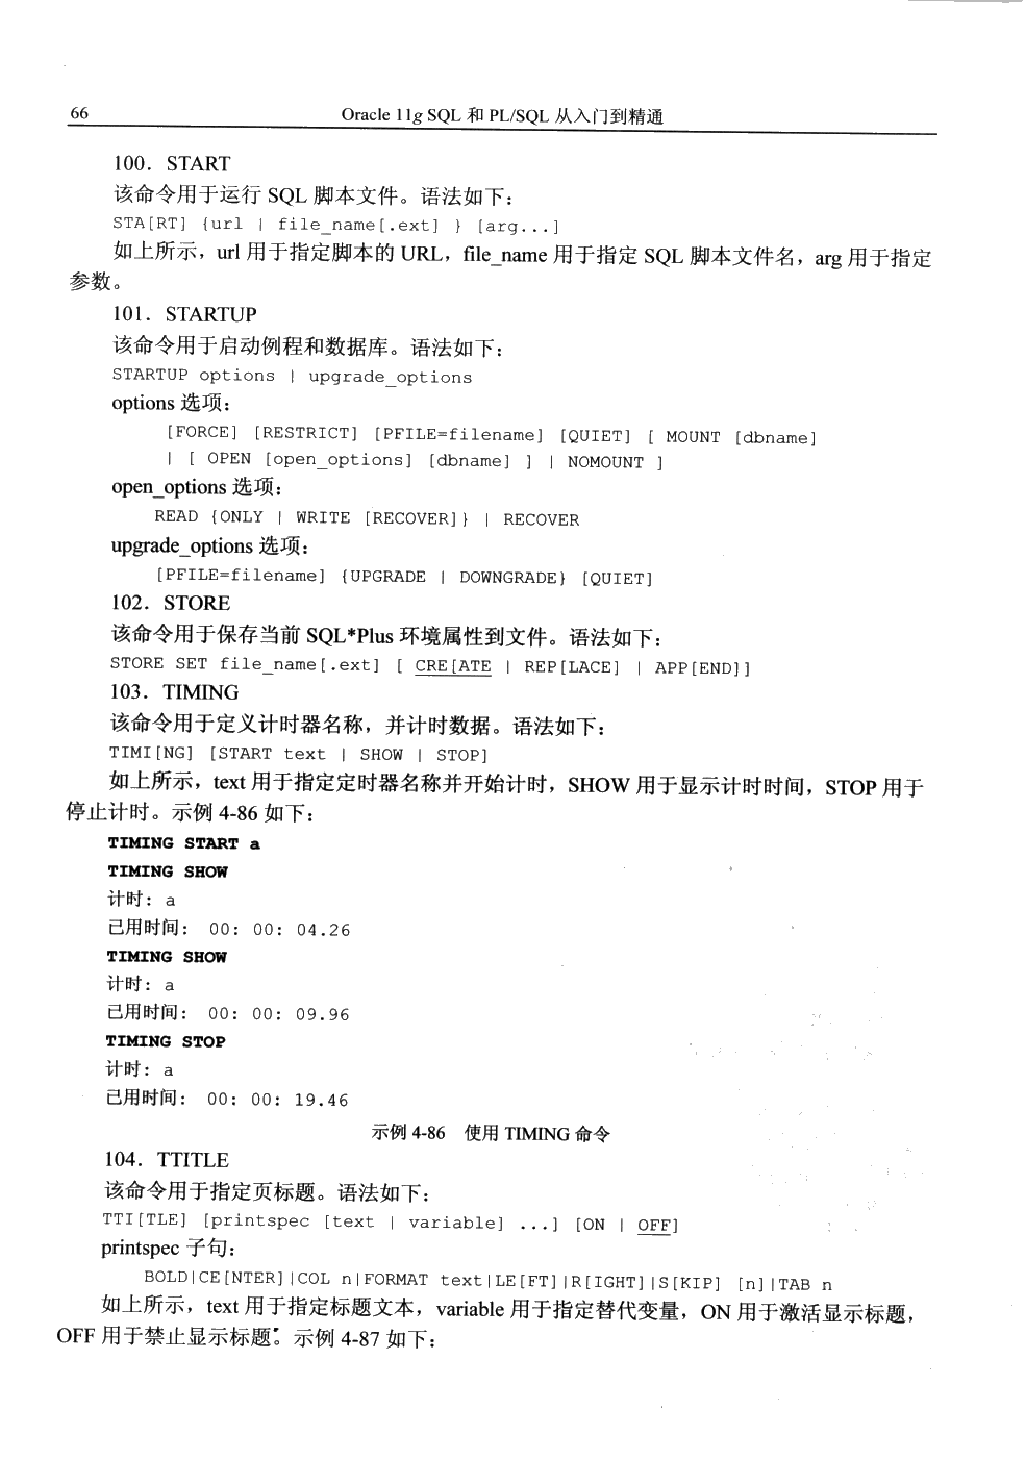 66
Oracle 11g SQL 和 PL/SQL 从入门到精通
100．START
该命令用于运行 SQL 脚本文件。语法如下：
STA[RT] {url | file_name[.ext] } [arg...]
如上所示，url 用于指定脚本的 URL，file_name 用于指定 SQL 脚本文件名，arg 用于指定
参数。
101．STARTUP
该命令用于启动例程和数据库。语法如下：
STARTUP options | upgrade_options
options 选项：
[FORCE] [RESTRICT] [PFILE=filename] [QUIET] [ MOUNT [dbname]
| [ OPEN [open_options] [dbname] ] | NOMOUNT ]
open_options 选项：
READ {ONLY | WRITE [RECOVER]} | RECOVER
upgrade_options 选项：
[PFILE=filename] {UPGRADE | DOWNGRADE} [QUIET]
102．STORE
该命令用于保存当前 SQL*Plus 环境属性到文件。语法如下：
STORE SET file_name[.ext] [ CRE[ATE | REP[LACE] | APP[END]]
103．TIMING
该命令用于定义计时器名称，并计时数据。语法如下：
TIMI[NG] [START text | SHOW | STOP]
如上所示，text 用于指定定时器名称并开始计时，SHOW 用于显示计时时间，STOP 用于
停止计时。示例 4-86 如下：
TIMING START a
TIMING SHOW
计时: a
已用时间: 00: 00: 04.26
TIMING SHOW
计时: a
已用时间: 00: 00: 09.96
TIMING STOP
计时: a
已用时间: 00: 00: 19.46
示例 4-86 使用 TIMING 命令
104．TTITLE
该命令用于指定页标题。语法如下：
TTI[TLE] [printspec [text | variable] ...] [ON | OFF]
printspec 子句：
BOLD|CE[NTER]|COL n|FORMAT text|LE[FT]|R[IGHT]|S[KIP] [n]|TAB n
如上所示，text 用于指定标题文本，variable 用于指定替代变量，ON 用于激活显示标题，
OFF 用于禁止显示标题。示例 4-87 如下：